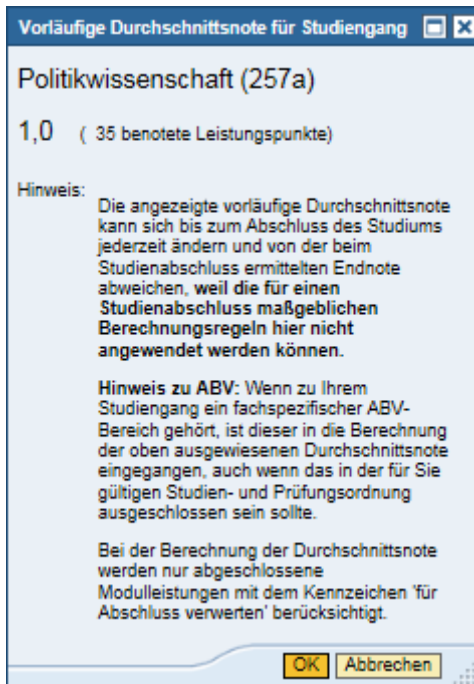 Vorläufige Durchschnittsnote für Studiengang
Politikwissenschaft (257a)
1,0 ( 35 benotete Leistungspunkte)
Hinweis:
Die angezeigte vorläufige Durchschnittsnote
kann sich bis zum Abschluss des Studiums
jederzeit ändern und von der beim
Studienabschluss ermittelten Endnote
abweichen, weil die für einen
Studienabschluss maßgeblichen
Berechnungsregeln hier nicht
angewendet werden können.
Hinweis zu ABV: Wenn zu Ihrem
Studiengang ein fachspezifischer ABV-
Bereich gehört, ist dieser in die Berechnung
der oben ausgewiesenen Durchschnittsnote
eingegangen, auch wenn das in der für Sie
gültigen Studien- und Prüfungsordnung
ausgeschlossen sein sollte.
Bei der Berechnung der Durchschnittsnote
werden nur abgeschlossene
Modulleistungen mit dem Kennzeichen 'für
Abschluss verwerten' berücksichtigt.
OK Abbrechen